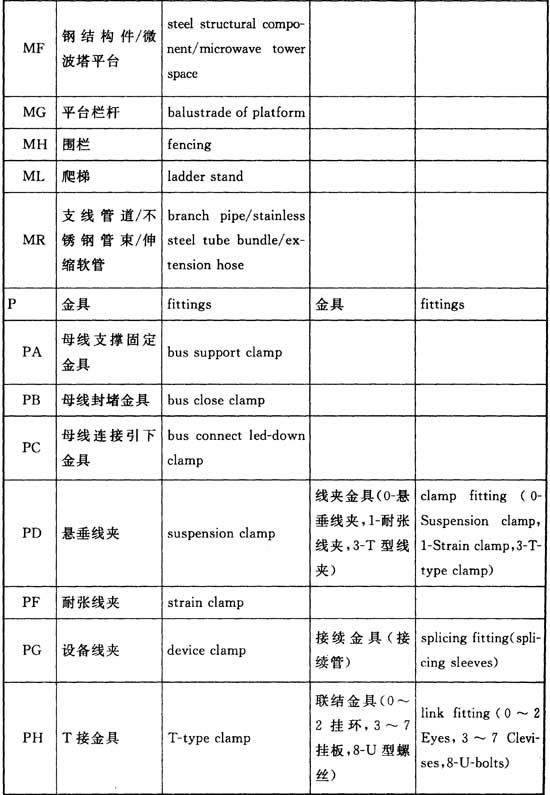 MF
钢结构件/微
波塔平台
steel structural compo-
nent/microwave tower
space
MG
平台栏杆
balustrade of platform
MH
围栏
fencing
ML
爬梯
ladder stand
MR
支线管道/不
锈钢管束/伸
缩软管
branch pipe/stainless
steel tube bundle/ex-
tension hose
P
金具
fittings
金具
fittings
PA
母线支撑固定
金具
bus support clamp
PB
母线封堵金具
bus close clamp
PC
母线连接引下
金具
bus connect led-down
clamp
PD
悬垂线夹
suspension clamp
线夹金具(0-悬
垂线夹,1-耐张
线夹,3-T型线
夹)
clamp fitting (0-
Suspension clamp,
1-Strain clamp,3-T-
type clamp)
PF
耐张线夹
strain clamp
PG
设备线夹
device clamp
接续金具(接
续管)
splicing fitting(spli-
cing sleeves)
PH
T接金具
T-type clamp
联结金具(0～
2挂环,3～7
挂板,8-U型螺
丝)
link fitting (0～2
Eyes, 3～7 Clevi-
ses,8-U-bolts)